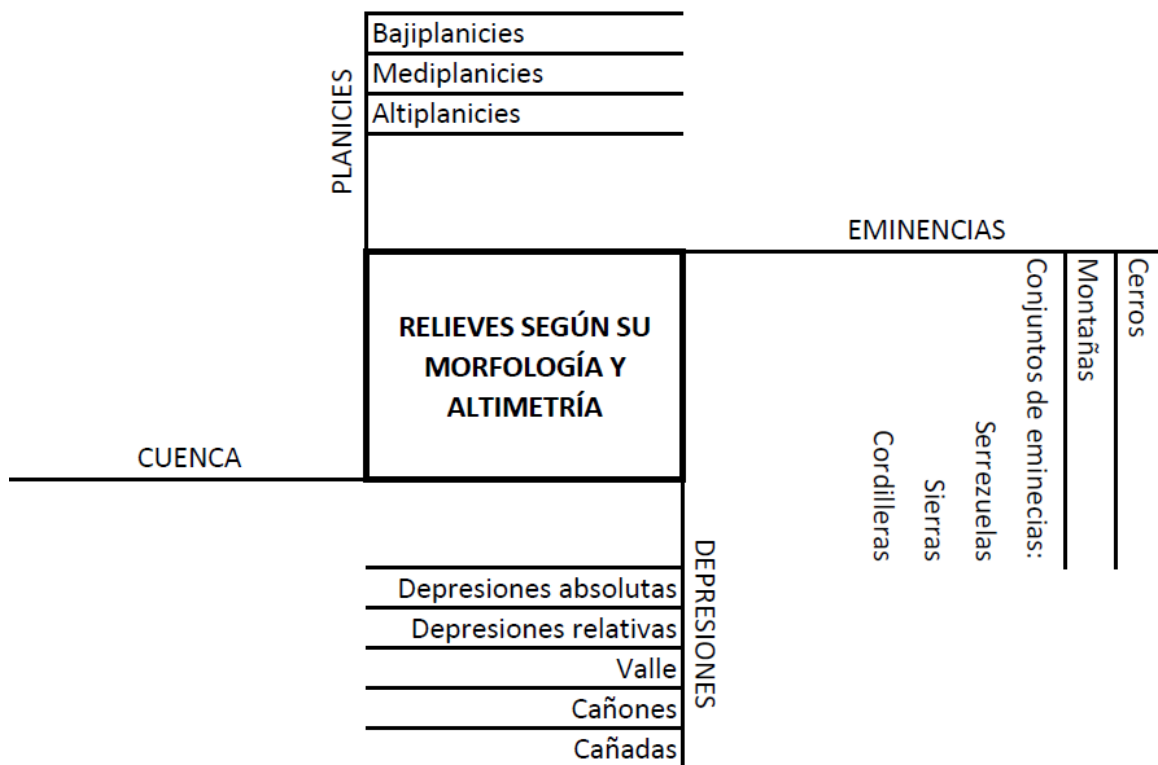 PLANICIES
Bajiplanicies
Mediplanicies
Altiplanicies
EMINENCIAS
Cerros
Montañas
Conjuntos de eminecias:
Serrezuelas
Sierras
Cordilleras
RELIEVES SEGÚN SU
MORFOLOGÍA Y
ALTIMETRÍA
CUENCA
DEPRESIONES
Depresiones absolutas
Depresiones relativas
Valle
Cañones
Cañadas